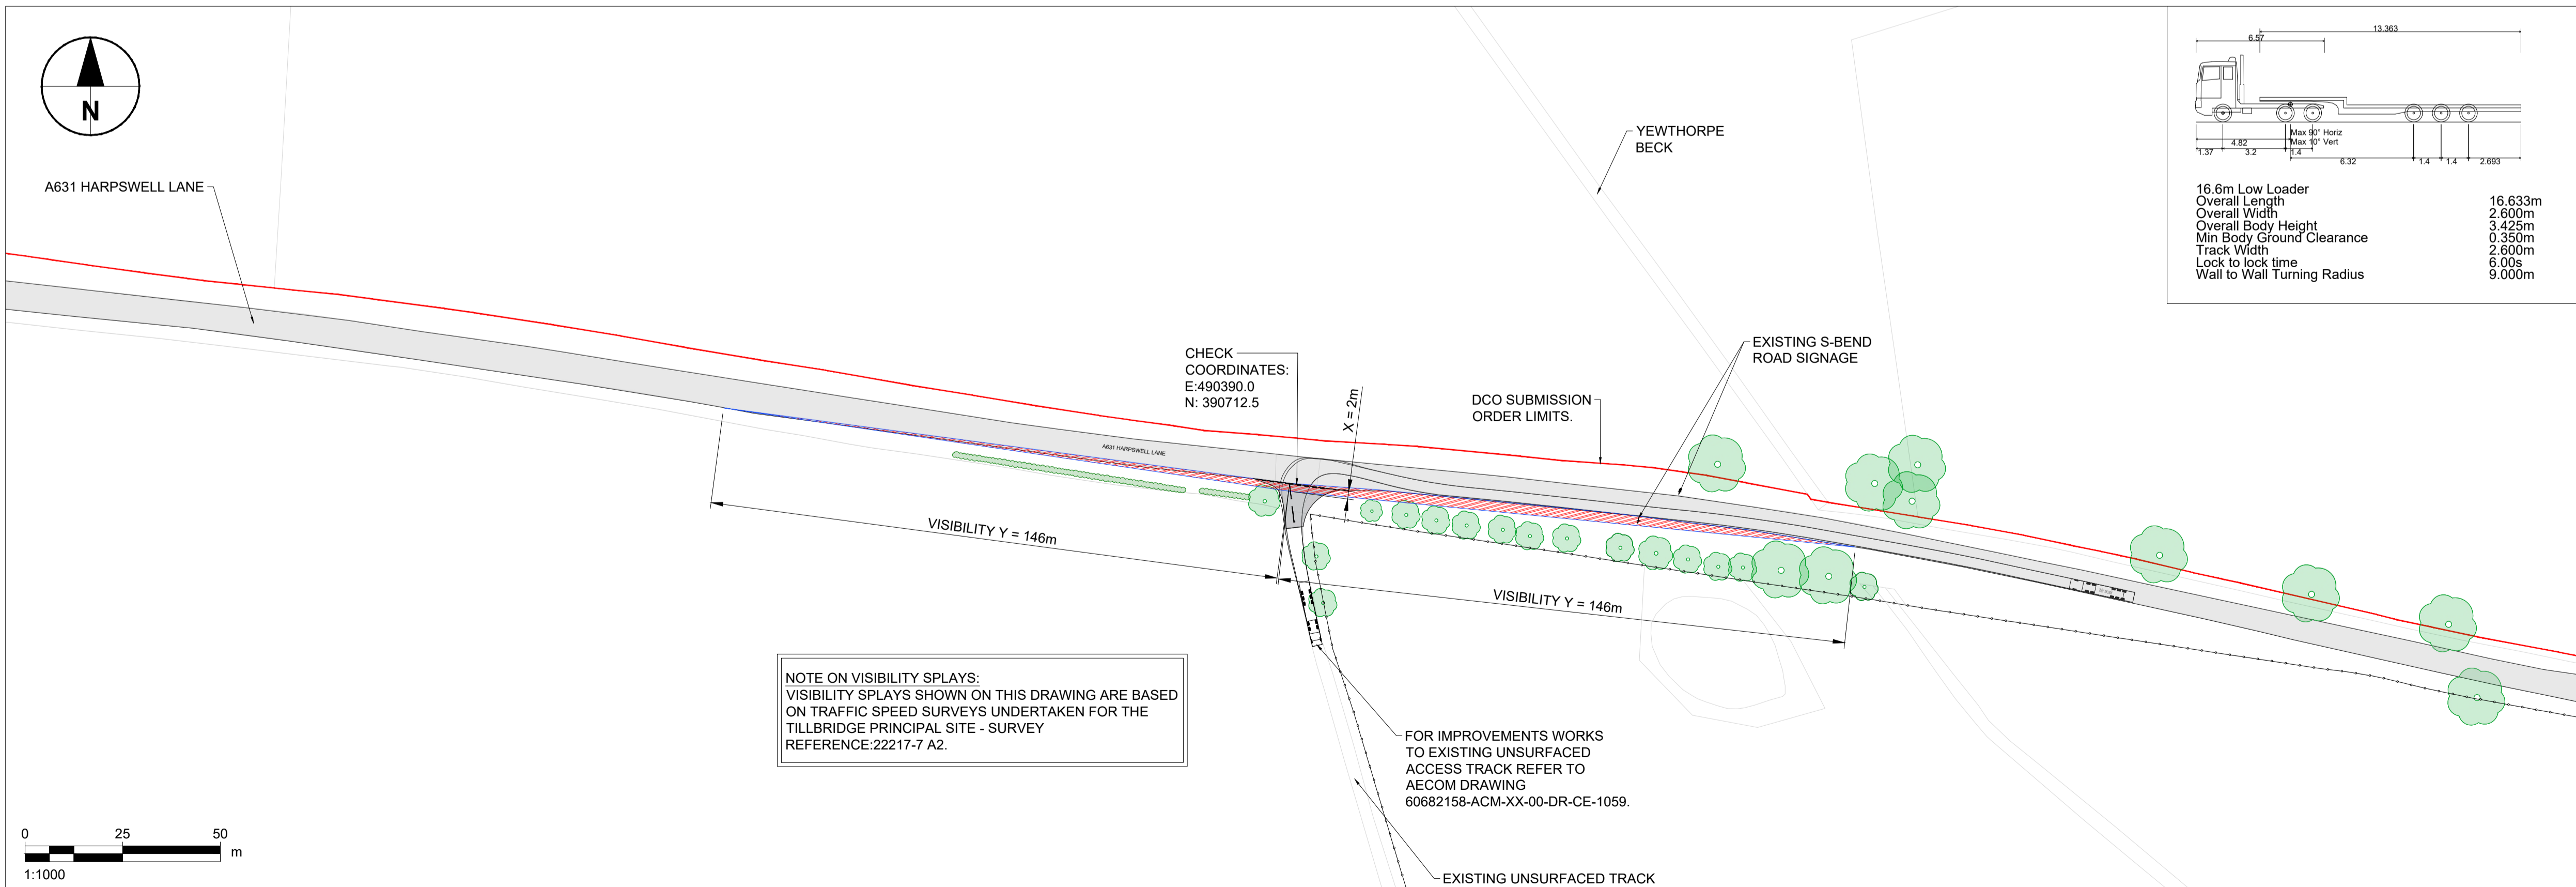 N
A631 HARPSWELL LANE
YEWTHORPE
BECK
13.363
6.57
Max 90° Horiz
Max 10° Vert
4.82
1.37
3.2
1.4
6.32
1.4
1.4
2.693
16.6m Low Loader
Overall Length 16.633m
Overall Width 2.600m
Overall Body Height 3.425m
Min Body Ground Clearance 0.350m
Track Width 2.600m
Lock to lock time 6.00s
Wall to Wall Turning Radius 9.000m
CHECK
COORDINATES:
E:490390.0
N: 390712.5
X = 2m
EXISTING S-BEND
ROAD SIGNAGE
DCO SUBMISSION
ORDER LIMITS.
A631 HARPSWELL LANE
VISIBILITY Y = 146m
VISIBILITY Y = 146m
NOTE ON VISIBILITY SPLAYS:
VISIBILITY SPLAYS SHOWN ON THIS DRAWING ARE BASED
ON TRAFFIC SPEED SURVEYS UNDERTAKEN FOR THE
TILLBRIDGE PRINCIPAL SITE - SURVEY
REFERENCE:22217-7 A2.
FOR IMPROVEMENTS WORKS
TO EXISTING UNSURFACED
ACCESS TRACK REFER TO
AECOM DRAWING
60682158-ACM-XX-00-DR-CE-1059.
EXISTING UNSURFACED TRACK
0 25 50
m
1:1000